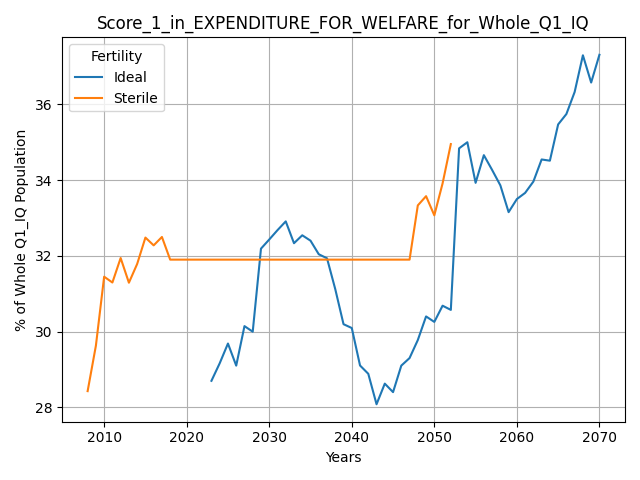 Score_1_in_EXPENDITURE_FOR_WELFARE_for_Whole_Q1_IQ
Fertility
Ideal
Sterile
% of Whole Q1_IQ Population
36
34
32
30
28
2010
2020
2030
2040
2050
2060
2070
Years